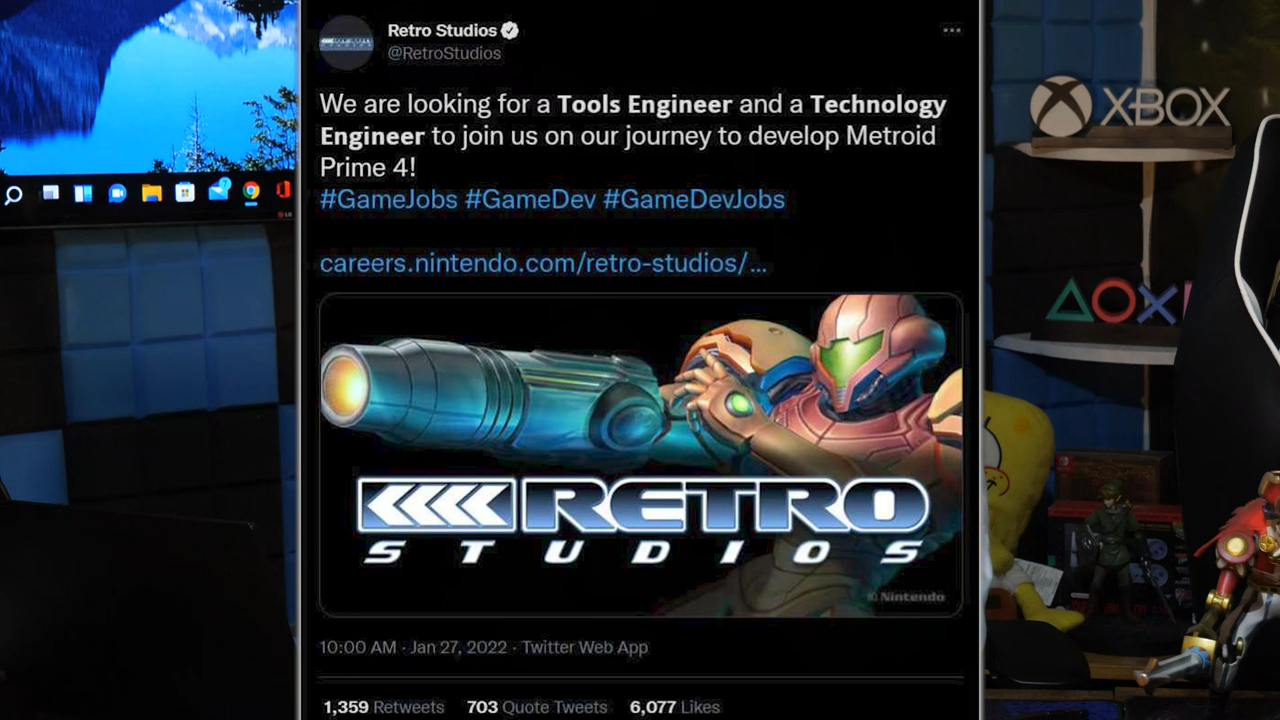 Retro Studios
@RetroStudios
We are looking for a Tools Engineer and a Technology
Engineer to join us on our journey to develop Metroid
Prime 4!
#GameJobs #GameDev #GameDevJobs
careers.nintendo.com/retro-studios/...
RETRO
STUDIOS
© Nintendo
10:00 AM · Jan 27, 2022 · Twitter Web App
1,359 Retweets 703 Quote Tweets 6,077 Likes
XBOX
LG